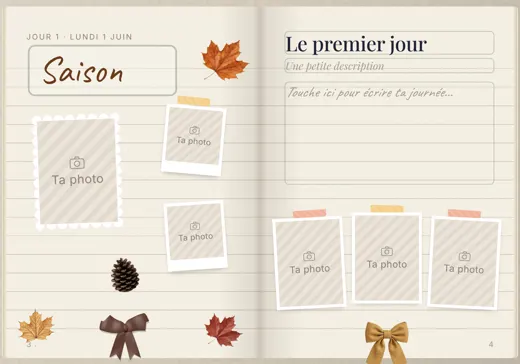 JOUR 1 · LUNDI 1 JUIN
Saison
Ta photo
Ta photo
Ta photo
3
Le premier jour
Une petite description
Touche ici pour écrire ta journée...
Ta photo
Ta photo
Ta photo
4